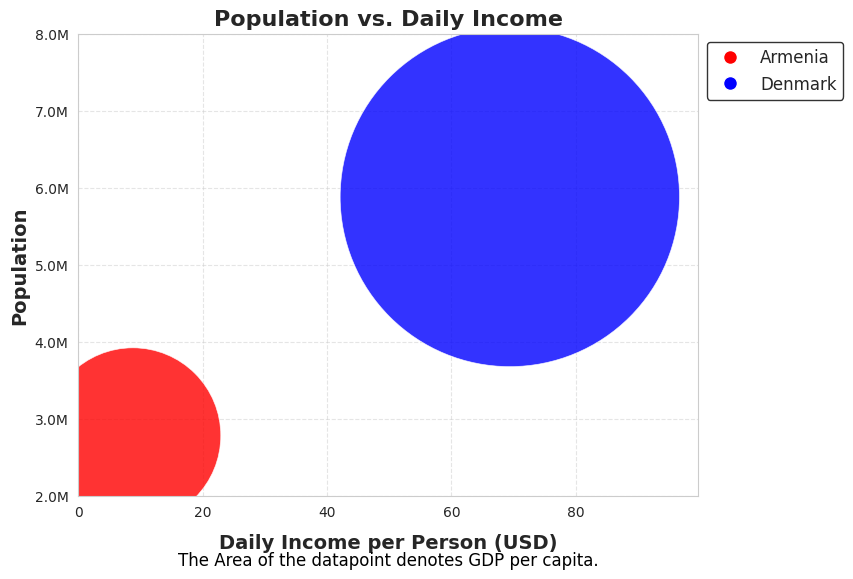 Population vs. Daily Income
8.0M
7.0M
6.0M
5.0M
4.0M
3.0M
2.0M
Population
0 20 40 60 80
Daily Income per Person (USD)
The Area of the datapoint denotes GDP per capita.
Armenia
Denmark